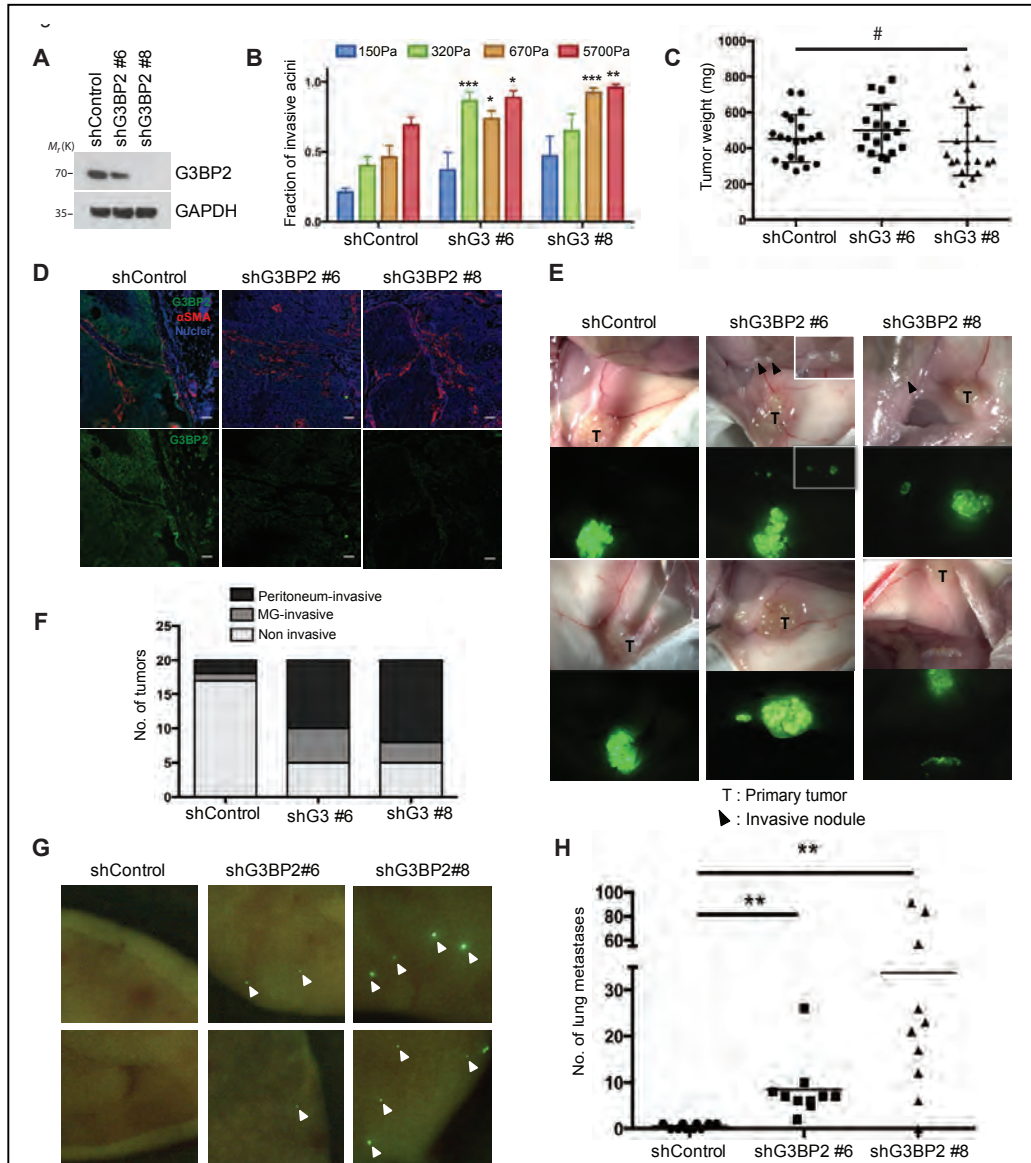 A
shControl
shG3BP2 #6
shG3BP2 #8
Mr(K)
70
35
G3BP2
GAPDH
B
150Pa 320Pa 670Pa 5700Pa
Fraction of invasive acini
1.0
0.5
0.0
*** * *
*** **
shControl shG3 #6 shG3 #8
C
#
Tumor weight (mg)
1000
800
600
400
200
0
shControl shG3 #6 shG3 #8
D
shControl shG3BP2 #6 shG3BP2 #8
G3BP2
αSMA
Nuclei
G3BP2
E
shControl shG3BP2 #6 shG3BP2 #8
T T T
T T T
T : Primary tumor
: Invasive nodule
F
Peritoneum-invasive
MG-invasive
Non invasive
No. of tumors
25
20
15
10
5
0
shControl shG3 #6 shG3 #8
G
shControl shG3BP2#6 shG3BP2#8
H
**
**
No. of lung metastases
100
80
60
30
20
10
0
shControl shG3BP2 #6 shG3BP2 #8